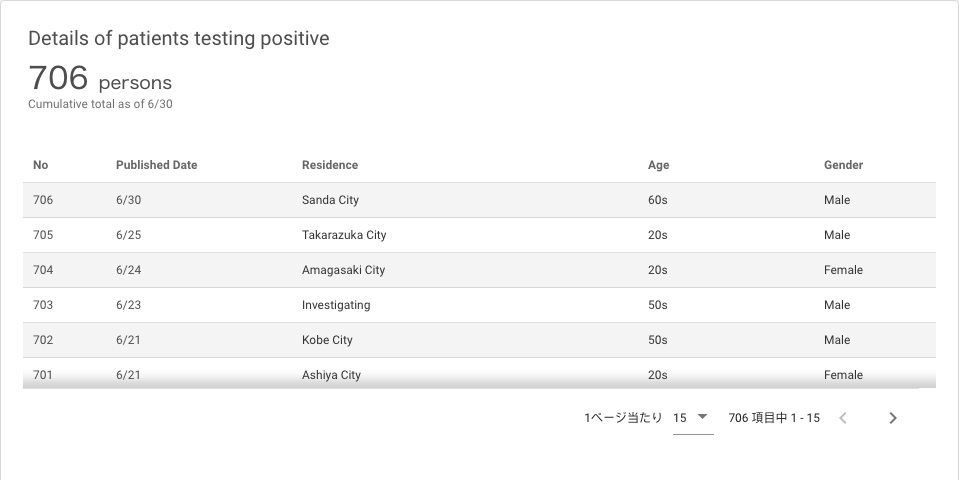 Details of patients testing positive
706 persons
Cumulative total as of 6/30
No Published Date Residence Age Gender
706 6/30 Sanda City 60s Male
705 6/25 Takarazuka City 20s Male
704 6/24 Amagasaki City 20s Female
703 6/23 Investigating 50s Male
702 6/21 Kobe City 50s Male
701 6/21 Ashiya City 20s Female
1ページ当たり 15 706 項目中 1 - 15